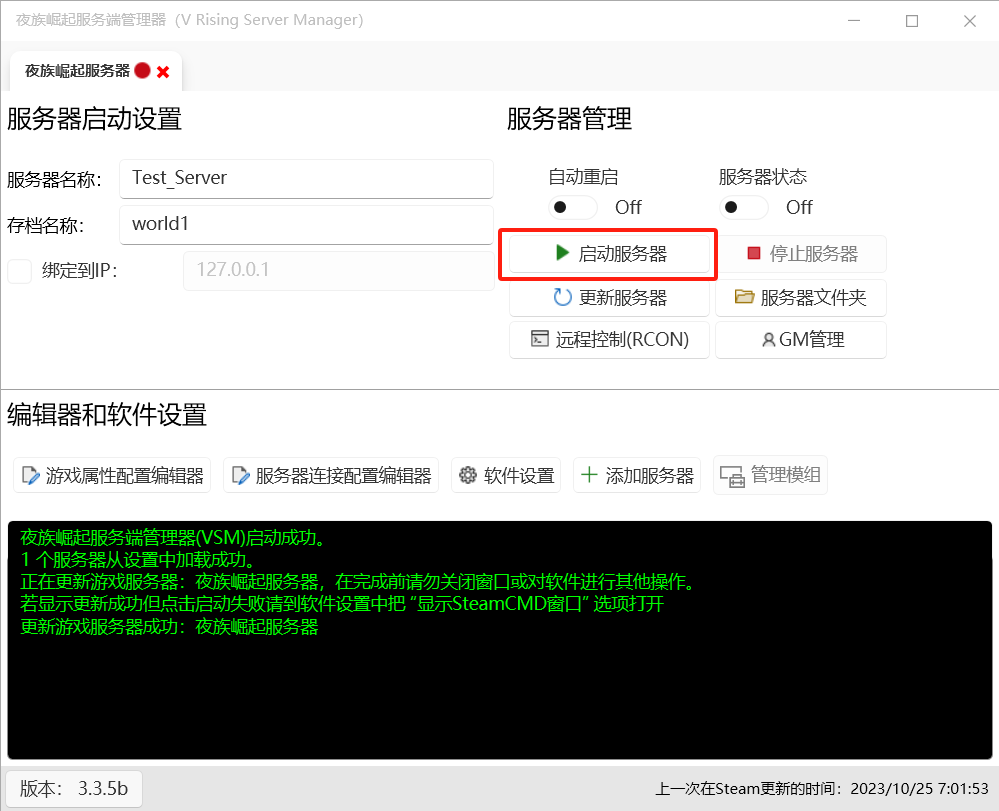 夜族崛起服务端管理器（V Rising Server Manager）
夜族崛起服务器
服务器启动设置
服务器管理
服务器名称：
Test_Server
自动重启
服务器状态
Off
Off
存档名称：
world1
绑定到IP：
127.0.0.1
启动服务器
停止服务器
更新服务器
服务器文件夹
远程控制(RCON)
GM管理
编辑器和软件设置
游戏属性配置编辑器
服务器连接配置编辑器
软件设置
添加服务器
管理模组
夜族崛起服务端管理器(VSM)启动成功。
1 个服务器从设置中加载成功。
正在更新游戏服务器：夜族崛起服务器，在完成前请勿关闭窗口或对软件进行其他操作。
若显示更新成功但点击启动失败请到软件设置中把 “显示SteamCMD窗口” 选项打开
更新游戏服务器成功：夜族崛起服务器
版本： 3.3.5b
上一次在Steam更新的时间：2023/10/25 7:01:53